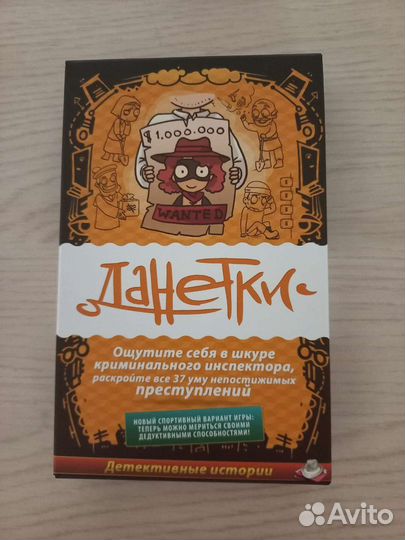 $1.000.000
WANTED
Данетки
Ощутите себя в шкуре
криминального инспектора,
раскройте все 37 уму непостижимых
преступлений
НОВЫЙ СПОРТИВНЫЙ ВАРИАНТ ИГРЫ:
ТЕПЕРЬ МОЖНО МЕРИТЬСЯ СВОИМИ
ДЕДУКТИВНЫМИ СПОСОБНОСТЯМИ!
Детективные истории
Avito